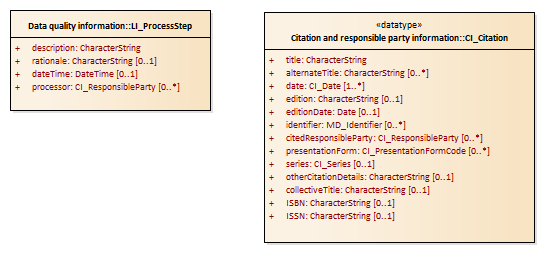 Data quality information::LI_ProcessStep
+ description: CharacterString
+ rationale: CharacterString [0..1]
+ dateTime: DateTime [0..1]
+ processor: CI_ResponsibleParty [0..*]
«datatype»
Citation and responsible party information::CI_Citation
+ title: CharacterString
+ alternateTitle: CharacterString [0..*]
+ date: CI_Date [1..*]
+ edition: CharacterString [0..1]
+ editionDate: Date [0..1]
+ identifier: MD_Identifier [0..*]
+ citedResponsibleParty: CI_ResponsibleParty [0..*]
+ presentationForm: CI_PresentationFormCode [0..*]
+ series: CI_Series [0..1]
+ otherCitationDetails: CharacterString [0..1]
+ collectiveTitle: CharacterString [0..1]
+ ISBN: CharacterString [0..1]
+ ISSN: CharacterString [0..1]